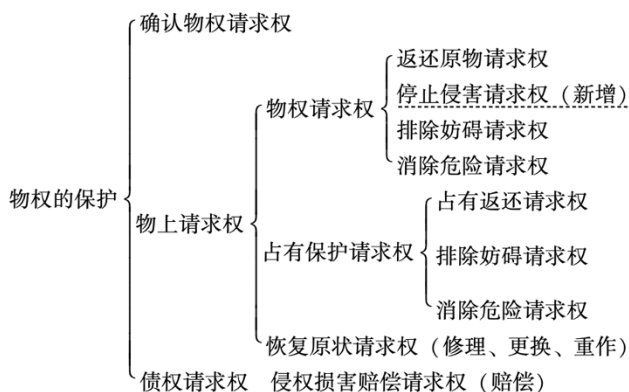 确认物权请求权
返还原物请求权
停止侵害请求权（新增）
物权请求权
排除妨碍请求权
消除危险请求权
物权的保护
物上请求权
占有返还请求权
占有保护请求权
排除妨碍请求权
消除危险请求权
恢复原状请求权（修理、更换、重作）
债权请求权 侵权损害赔偿请求权（赔偿）